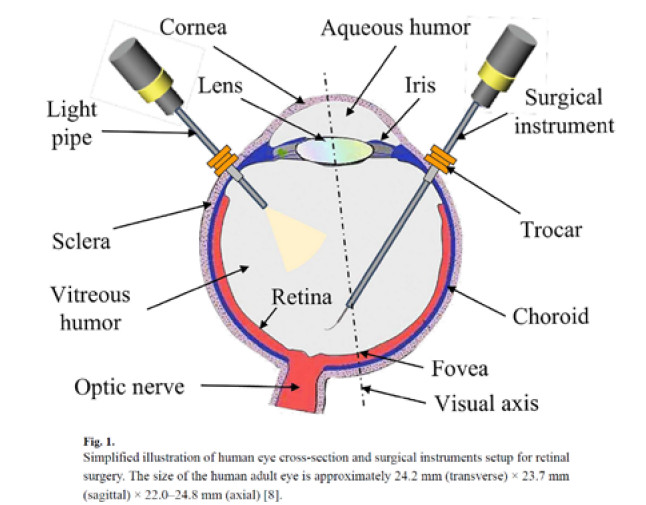 Cornea
Aqueous humor
Lens
Iris
Light
pipe
Surgical
instrument
Sclera
Trocar
Vitreous
humor
Retina
Choroid
Optic nerve
Fovea
Visual axis
Fig. 1.
Simplified illustration of human eye cross-section and surgical instruments setup for retinal
surgery. The size of the human adult eye is approximately 24.2 mm (transverse) × 23.7 mm
(sagittal) × 22.0–24.8 mm (axial) [8].